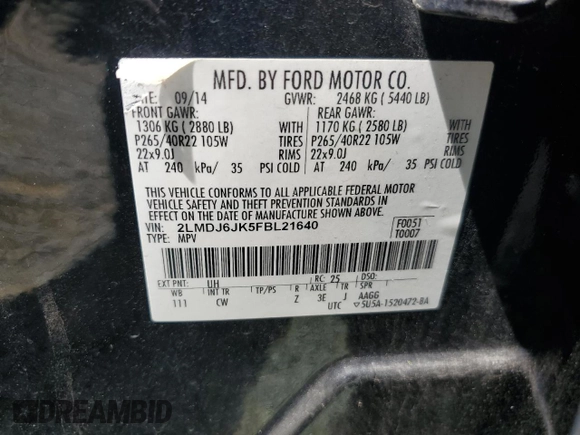 MFD. BY FORD MOTOR CO.
09/14 GVWR: 2468 KG ( 5440 LB)
FRONT GAWR: REAR GAWR:
1306 KG ( 2880 LB) WITH 1170 KG ( 2580 LB) WITH
P265/40R22 105W TIRES P265/40R22 105W TIRES
22x9.0J RIMS 22x9.0J RIMS
AT 240 kPa/ 35 PSI COLD AT 240 kPa/ 35 PSI COLD
THIS VEHICLE CONFORMS TO ALL APPLICABLE FEDERAL MOTOR
VEHICLE SAFETY AND THEFT PREVENTION STANDARDS IN
EFFECT ON THE DATE OF MANUFACTURE SHOWN ABOVE.
VIN: 2LMDJ6JK5FBL21640 F0051
TYPE: MPV T0007
EXT PNT: UH RC: 25 DSO:
WB INT TR TP/PS R AXLE TR SPR
111 CW Z 3E J AAGG
UTC 5U5A-1520472-BA
DREAMBID